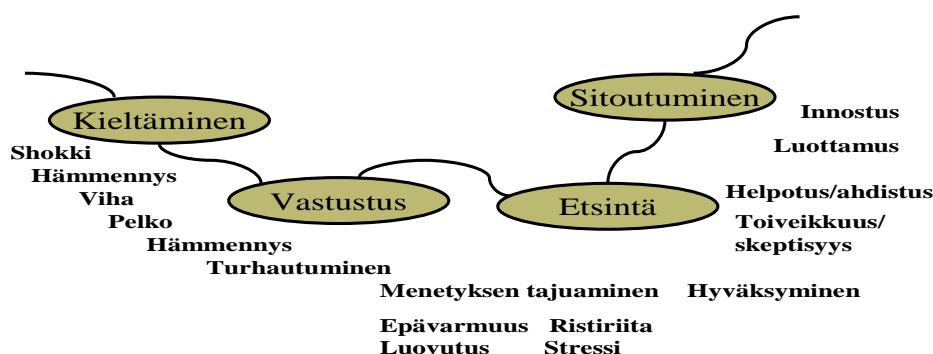 Sitoutuminen
Kieltäminen
Innostus
Luottamus
Shokki
Hämmennys
Viha
Pelko
Hämmennys
Turhautuminen
Vastustus
Etsintä
Helpotus/ahdistus
Toiveikkuus/
skeptisyys
Menetyksen tajuaminen
Hyväksyminen
Epävarmuus
Ristiriita
Luovutus
Stressi